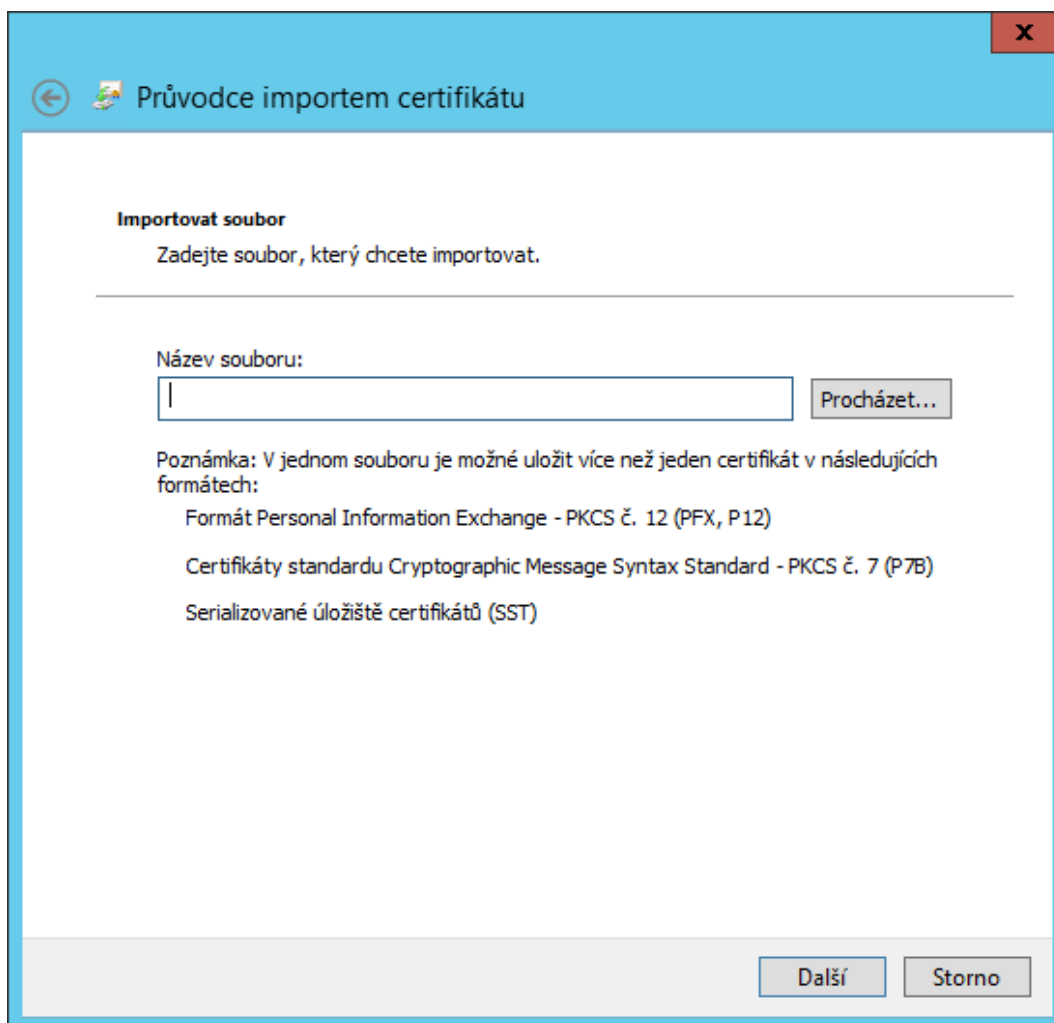 x
Průvodce importem certifikátu
Importovat soubor
Zadejte soubor, který chcete importovat.
Název souboru:
Procházet...
Poznámka: V jednom souboru je možné uložit více než jeden certifikát v následujících
formátech:
Formát Personal Information Exchange - PKCS č. 12 (PFX, P12)
Certifikáty standardu Cryptographic Message Syntax Standard - PKCS č. 7 (P7B)
Serializované úložiště certifikátů (SST)
Další Storno